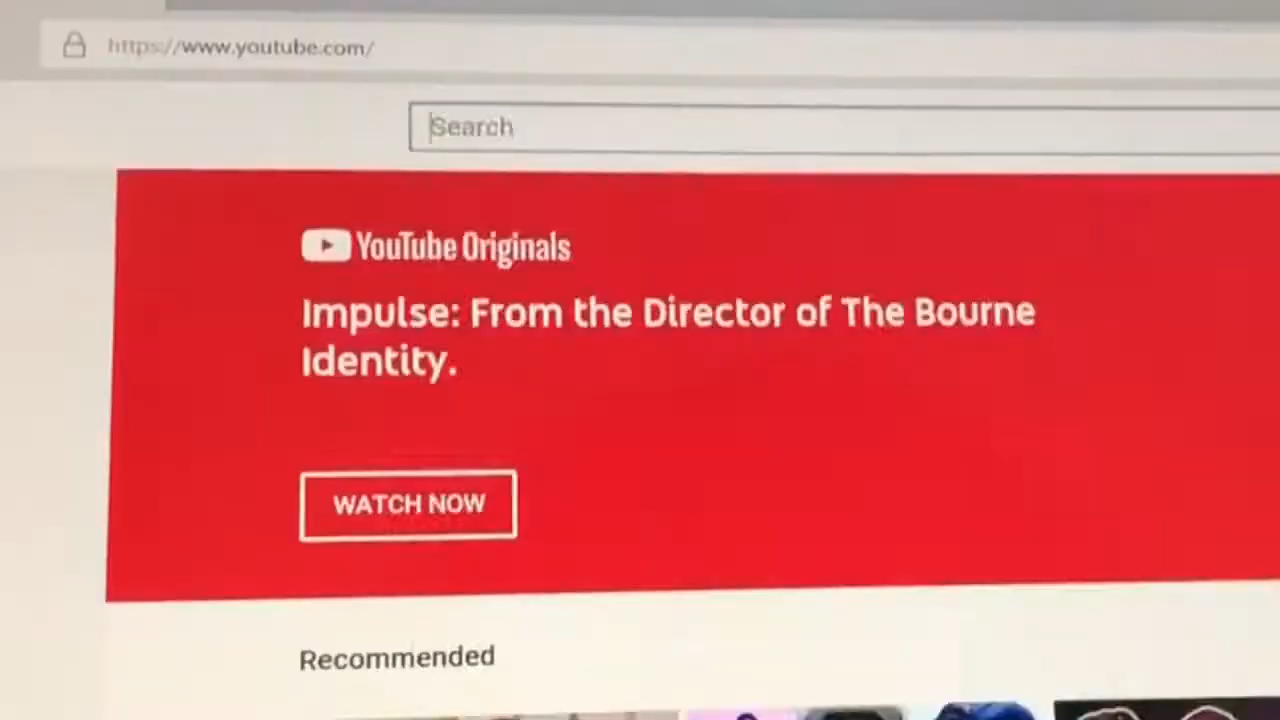 https://www.youtube.com/
Search
YouTube Originals
Impulse: From the Director of The Bourne
Identity.
WATCH NOW
Recommended